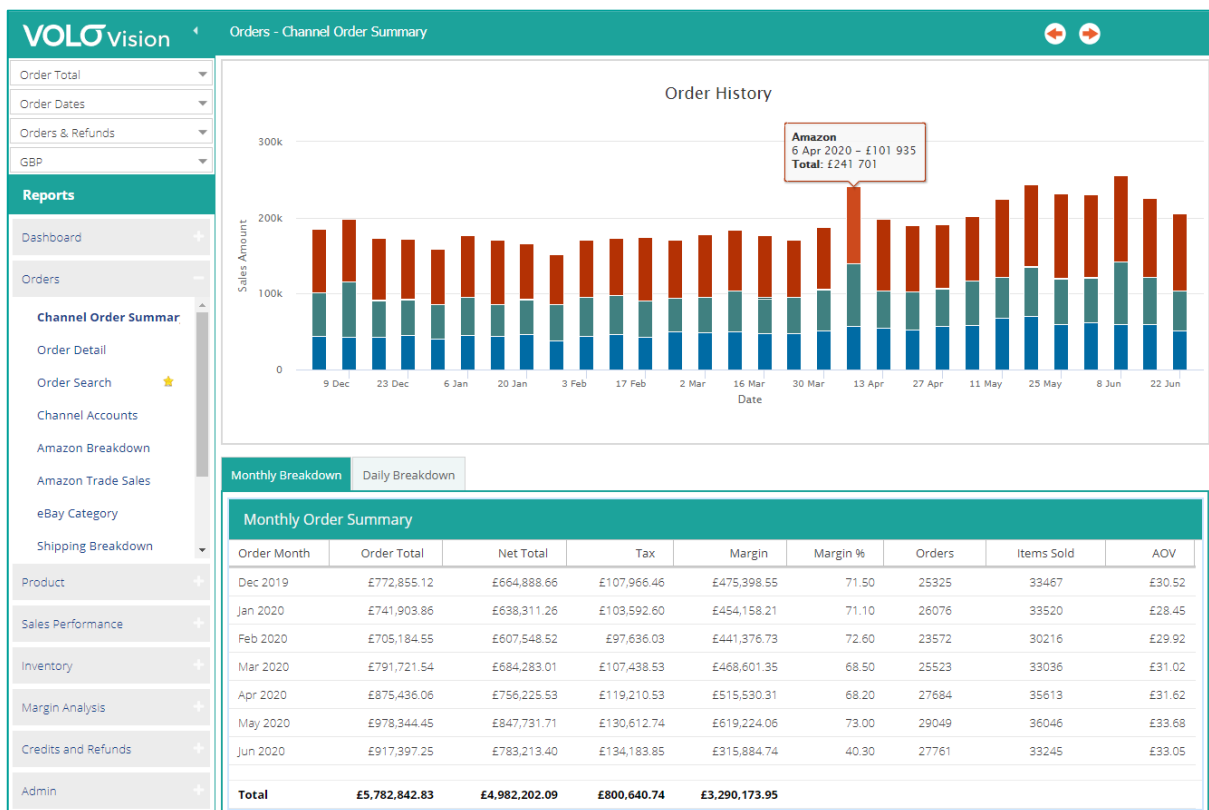 VOLO Vision
Orders - Channel Order Summary
Order Total
Order Dates
Orders & Refunds
GBP
Reports
Dashboard
Orders
Channel Order Summar
Order Detail
Order Search
Channel Accounts
Amazon Breakdown
Amazon Trade Sales
eBay Category
Shipping Breakdown
Product
Sales Performance
Inventory
Margin Analysis
Credits and Refunds
Admin
Order History
Amazon
6 Apr 2020 – £101 935
Total: £241 701
Sales Amount
300k
200k
100k
0
9 Dec 23 Dec 6 Jan 20 Jan 3 Feb 17 Feb 2 Mar 16 Mar 30 Mar 13 Apr 27 Apr 11 May 25 May 8 Jun 22 Jun
Date
Monthly Breakdown Daily Breakdown
Monthly Order Summary
Order Month Order Total Net Total Tax Margin Margin % Orders Items Sold AOV
Dec 2019 £772,855.12 £664,888.66 £107,966.46 £475,398.55 71.50 25325 33467 £30.52
Jan 2020 £741,903.86 £638,311.26 £103,592.60 £454,158.21 71.10 26076 33520 £28.45
Feb 2020 £705,184.55 £607,548.52 £97,636.03 £441,376.73 72.60 23572 30216 £29.92
Mar 2020 £791,721.54 £684,283.01 £107,438.53 £468,601.35 68.50 25523 33036 £31.02
Apr 2020 £875,436.06 £756,225.53 £119,210.53 £515,530.31 68.20 27684 35613 £31.62
May 2020 £978,344.45 £847,731.71 £130,612.74 £619,224.06 73.00 29049 36046 £33.68
Jun 2020 £917,397.25 £783,213.40 £134,183.85 £315,884.74 40.30 27761 33245 £33.05
Total £5,782,842.83 £4,982,202.09 £800,640.74 £3,290,173.95